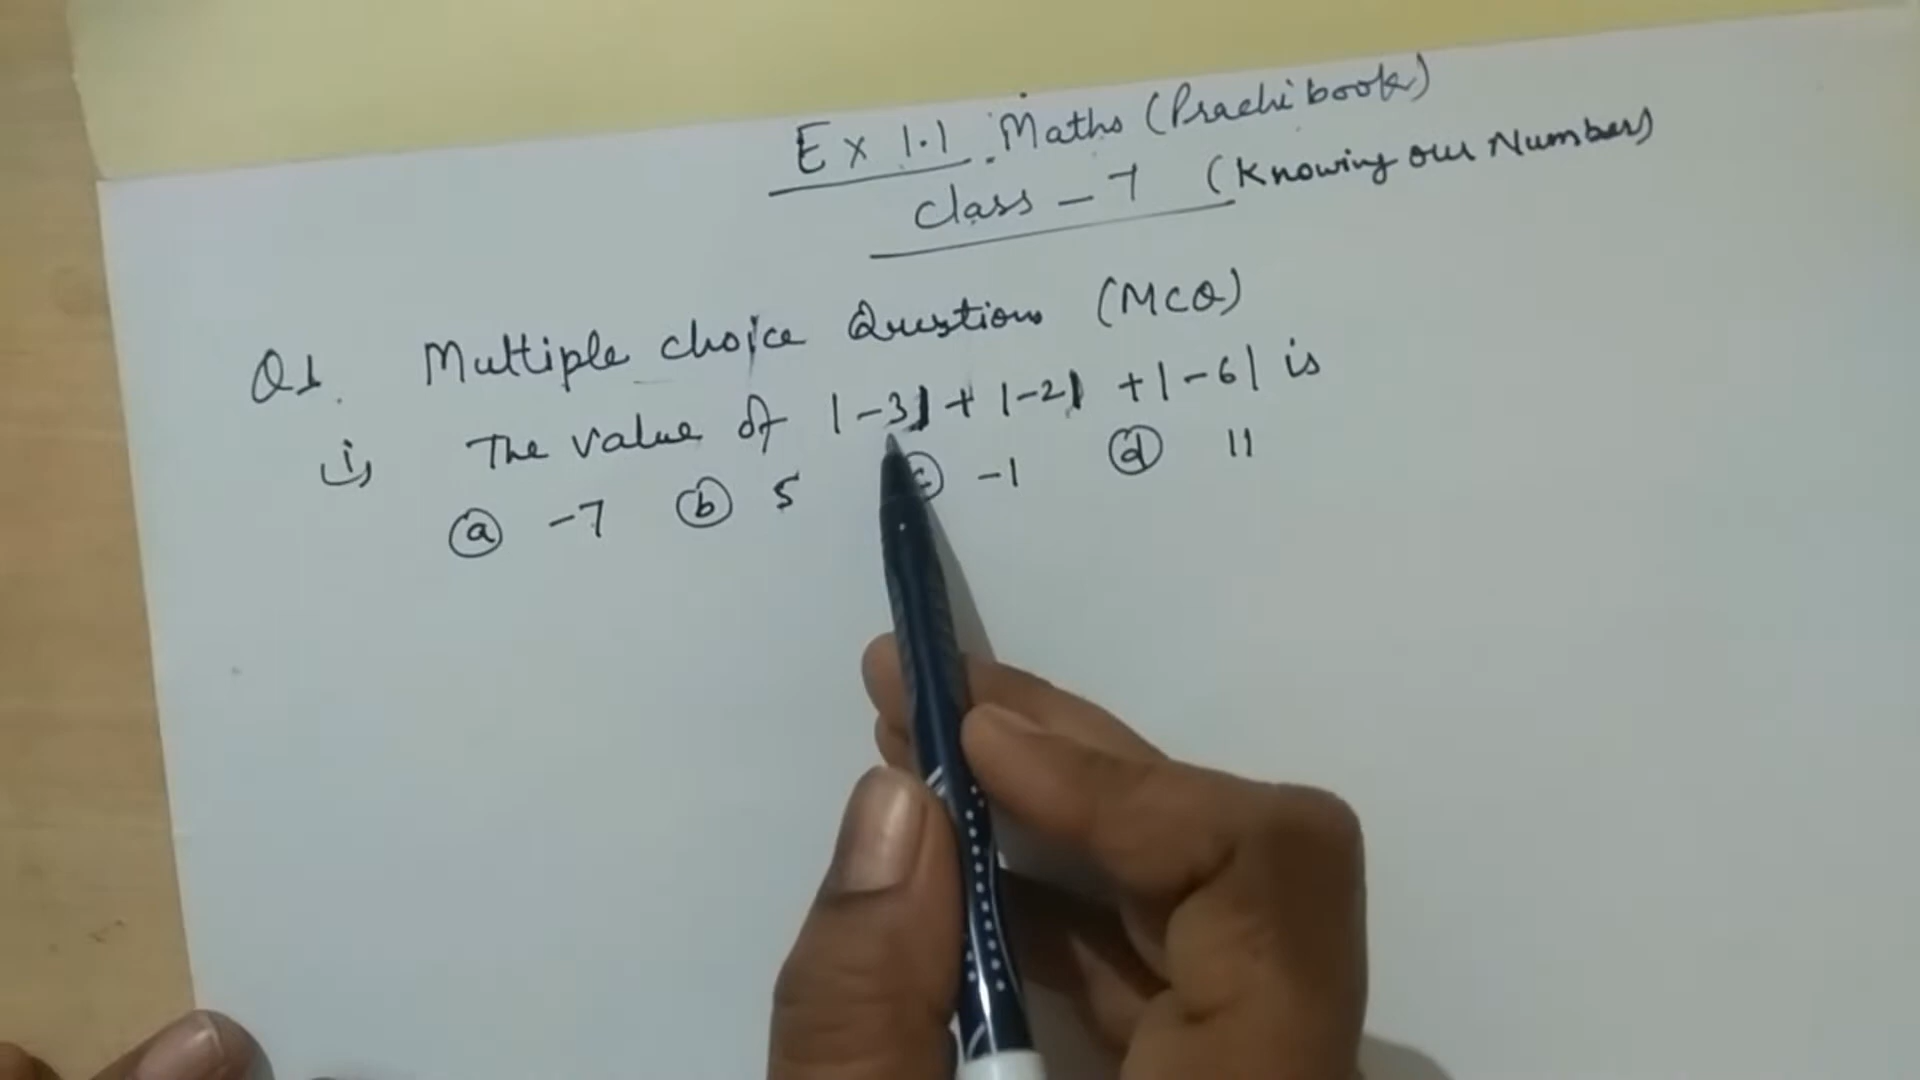 Ex 1.1 Maths (Prachi book)
Class - 7 (Knowing our Numbers)
Q1. Multiple choice Questions (MCQ)
(i) The value of |-3| + |-2| + |-6| is
(a) -7 (b) 5 (c) -1 (d) 11